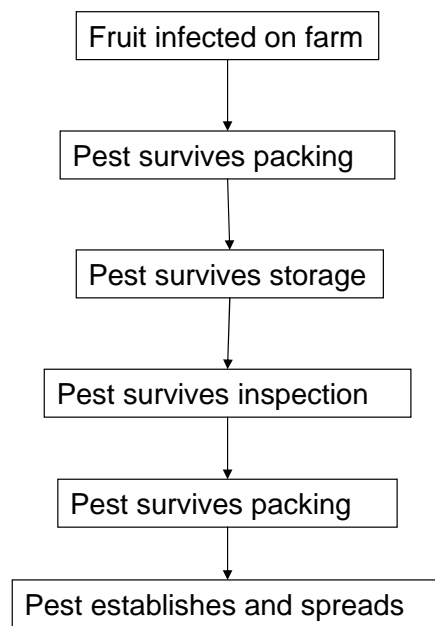 Fruit infected on farm
Pest survives packing
Pest survives storage
Pest survives inspection
Pest survives packing
Pest establishes and spreads